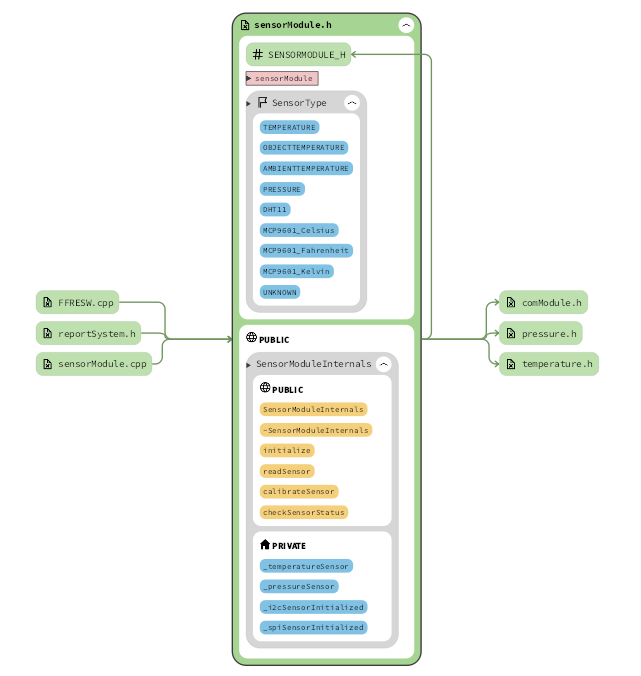 sensorModule.h
SENSORMODULE_H
sensorModule
SensorType
TEMPERATURE
OBJECTTEMPERATURE
AMBIENTTEMPERATURE
PRESSURE
DHT11
MCP9601_Celsius
MCP9601_Fahrenheit
MCP9601_Kelvin
UNKNOWN
FFRESW.cpp
reportSystem.h
sensorModule.cpp
PUBLIC
SensorModuleInternals
PUBLIC
SensorModuleInternals
~SensorModuleInternals
initialize
readSensor
calibrateSensor
checkSensorStatus
PRIVATE
_temperatureSensor
_pressureSensor
_i2cSensorInitialized
_spiSensorInitialized
comModule.h
pressure.h
temperature.h